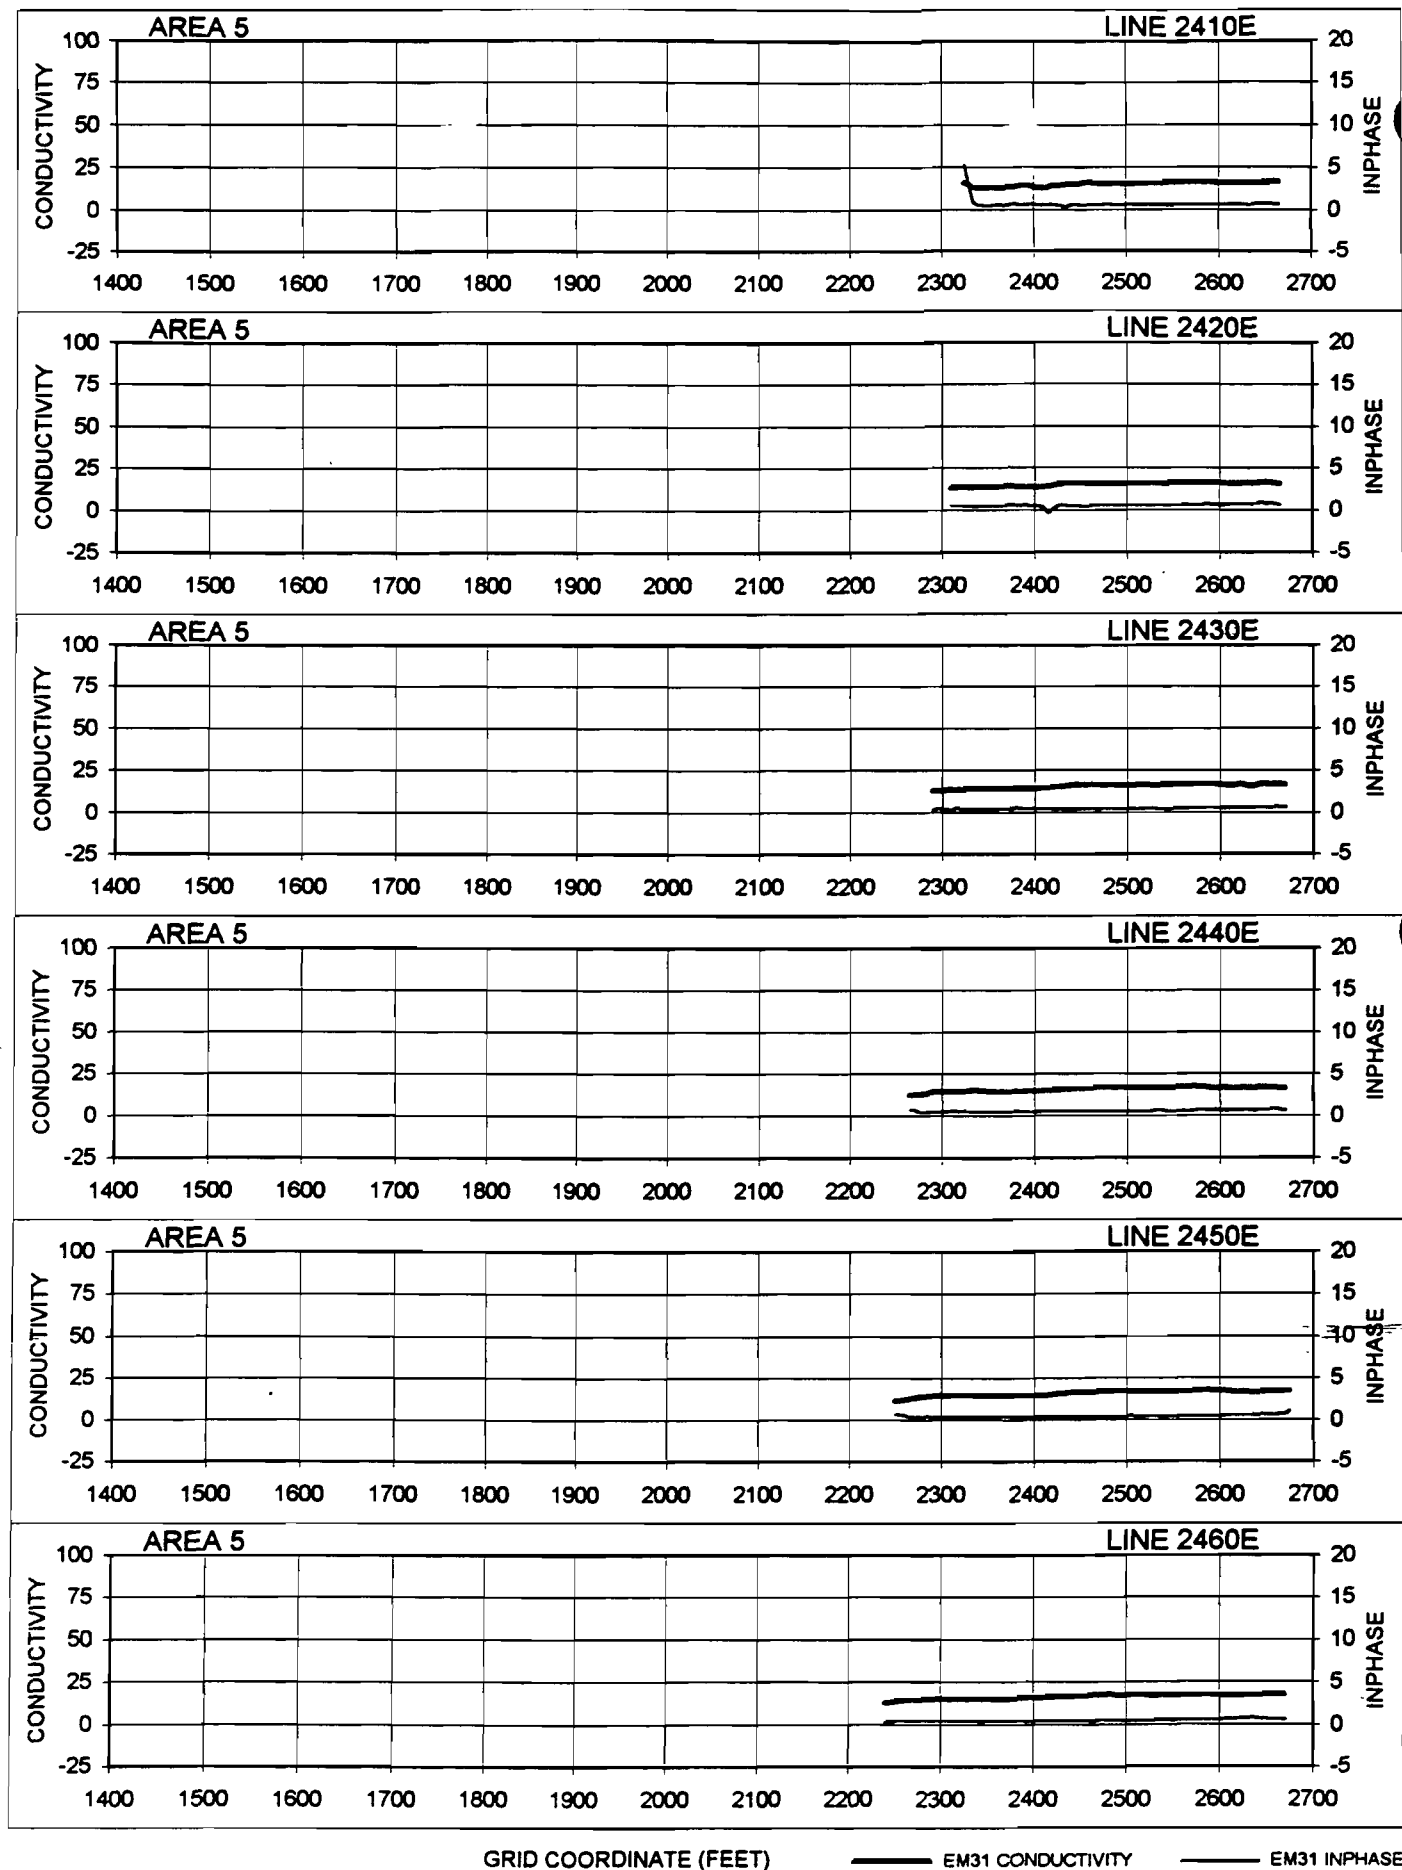 AREA 5 LINE 2410E
100 20
75 15
50 10
25 5
0 0
-25 -5
CONDUCTIVITY
INPHASE
1400 1500 1600 1700 1800 1900 2000 2100 2200 2300 2400 2500 2600 2700
AREA 5 LINE 2420E
100 20
75 15
50 10
25 5
0 0
-25 -5
CONDUCTIVITY
INPHASE
1400 1500 1600 1700 1800 1900 2000 2100 2200 2300 2400 2500 2600 2700
AREA 5 LINE 2430E
100 20
75 15
50 10
25 5
0 0
-25 -5
CONDUCTIVITY
INPHASE
1400 1500 1600 1700 1800 1900 2000 2100 2200 2300 2400 2500 2600 2700
AREA 5 LINE 2440E
100 20
75 15
50 10
25 5
0 0
-25 -5
CONDUCTIVITY
INPHASE
1400 1500 1600 1700 1800 1900 2000 2100 2200 2300 2400 2500 2600 2700
AREA 5 LINE 2450E
100 20
75 15
50 10
25 5
0 0
-25 -5
CONDUCTIVITY
INPHASE
1400 1500 1600 1700 1800 1900 2000 2100 2200 2300 2400 2500 2600 2700
AREA 5 LINE 2460E
100 20
75 15
50 10
25 5
0 0
-25 -5
CONDUCTIVITY
INPHASE
1400 1500 1600 1700 1800 1900 2000 2100 2200 2300 2400 2500 2600 2700
GRID COORDINATE (FEET) EM31 CONDUCTIVITY EM31 INPHASE